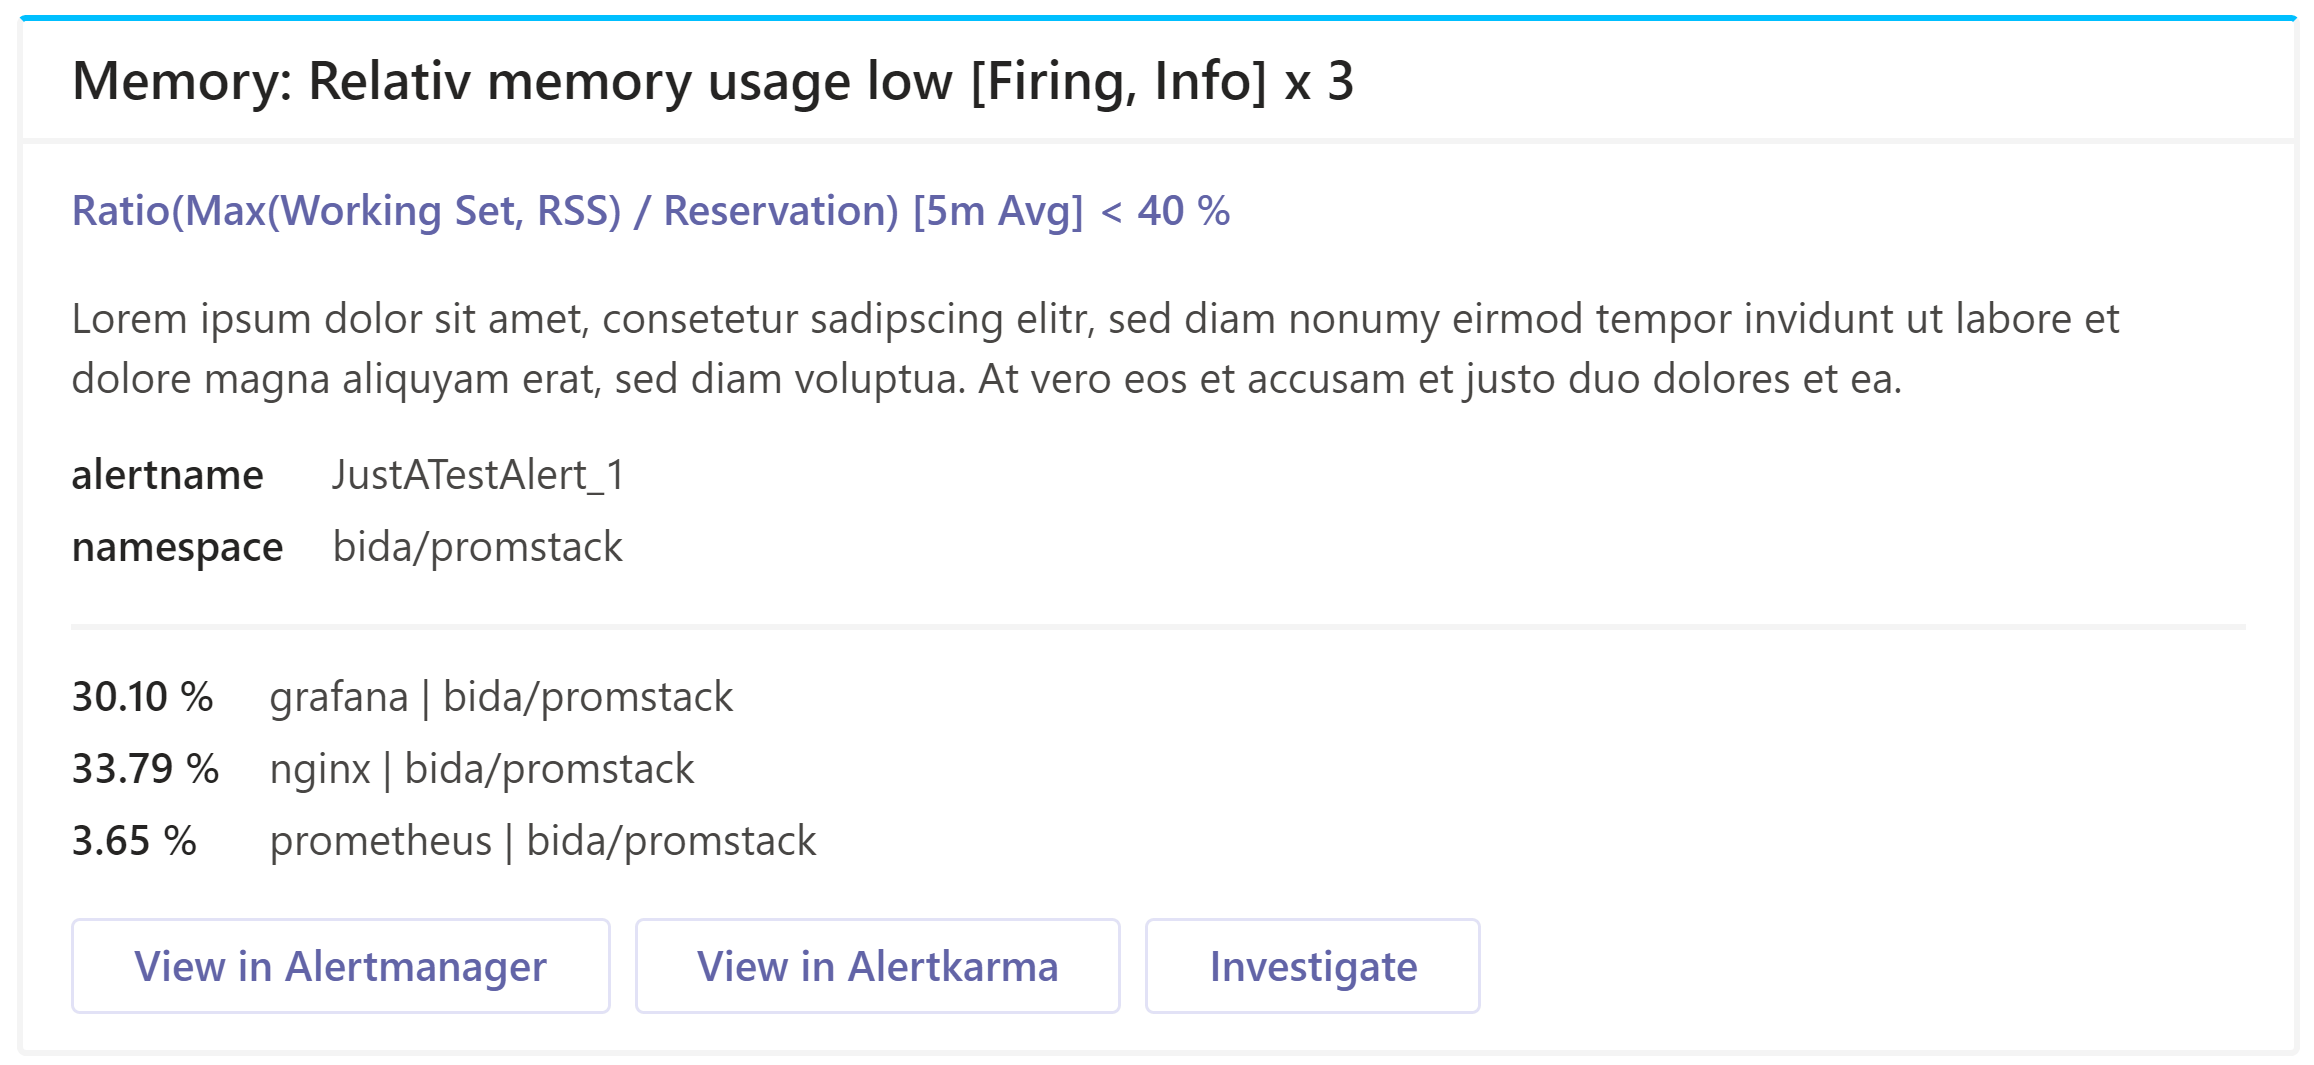 Memory: Relativ memory usage low [Firing, Info] x 3
Ratio(Max(Working Set, RSS) / Reservation) [5m Avg] < 40 %
Lorem ipsum dolor sit amet, consetetur sadipscing elitr, sed diam nonumy eirmod tempor invidunt ut labore et
dolore magna aliquyam erat, sed diam voluptua. At vero eos et accusam et justo duo dolores et ea.
alertname JustATestAlert_1
namespace bida/promstack
30.10 % grafana | bida/promstack
33.79 % nginx | bida/promstack
3.65 % prometheus | bida/promstack
View in Alertmanager View in Alertkarma Investigate